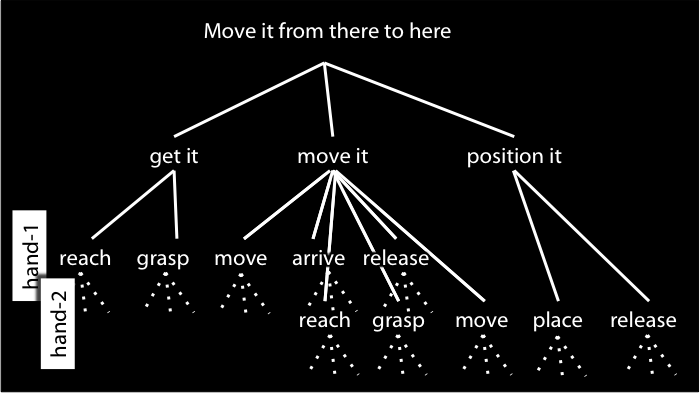 Move it from there to here
get it move it position it
hand-1
reach grasp move arrive release
hand-2
reach grasp move place release